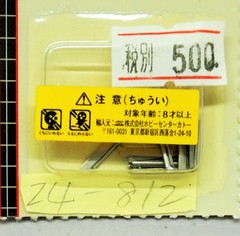 税別 500
注意(ちゅうい)
対象年齢:8才以上
輸入元 株式会社ホビーセンターカトー
〒161-0031 東京都新宿区西落合1-24-10
24-812